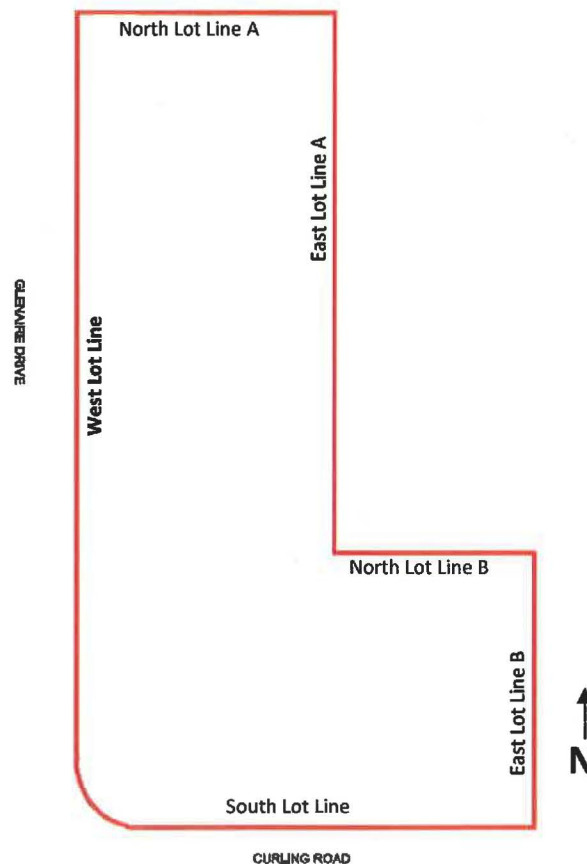 North Lot Line A
East Lot Line A
GLENAIRE DRIVE
West Lot Line
North Lot Line B
East Lot Line B
N
South Lot Line
CURLING ROAD